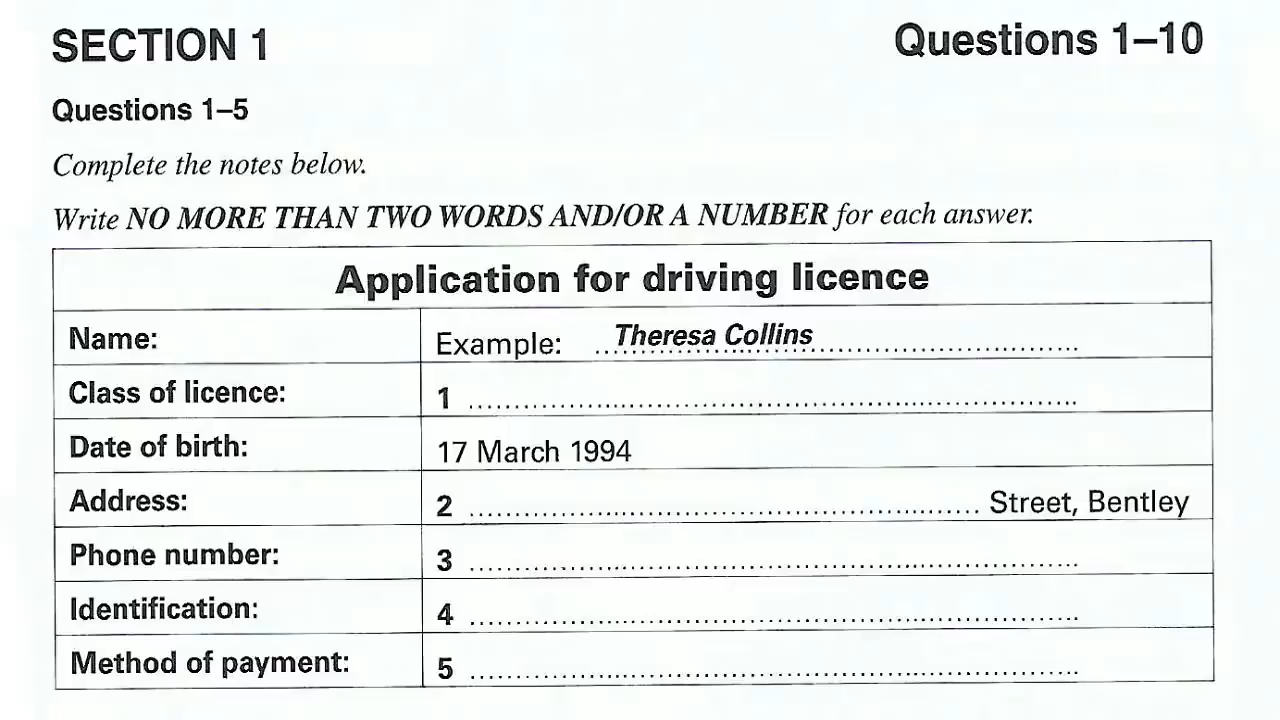 SECTION 1 Questions 1–10
Questions 1–5
Complete the notes below.
Write NO MORE THAN TWO WORDS AND/OR A NUMBER for each answer.
Application for driving licence
Name: Example: Theresa Collins
Class of licence: 1
Date of birth: 17 March 1994
Address: 2 Street, Bentley
Phone number: 3
Identification: 4
Method of payment: 5